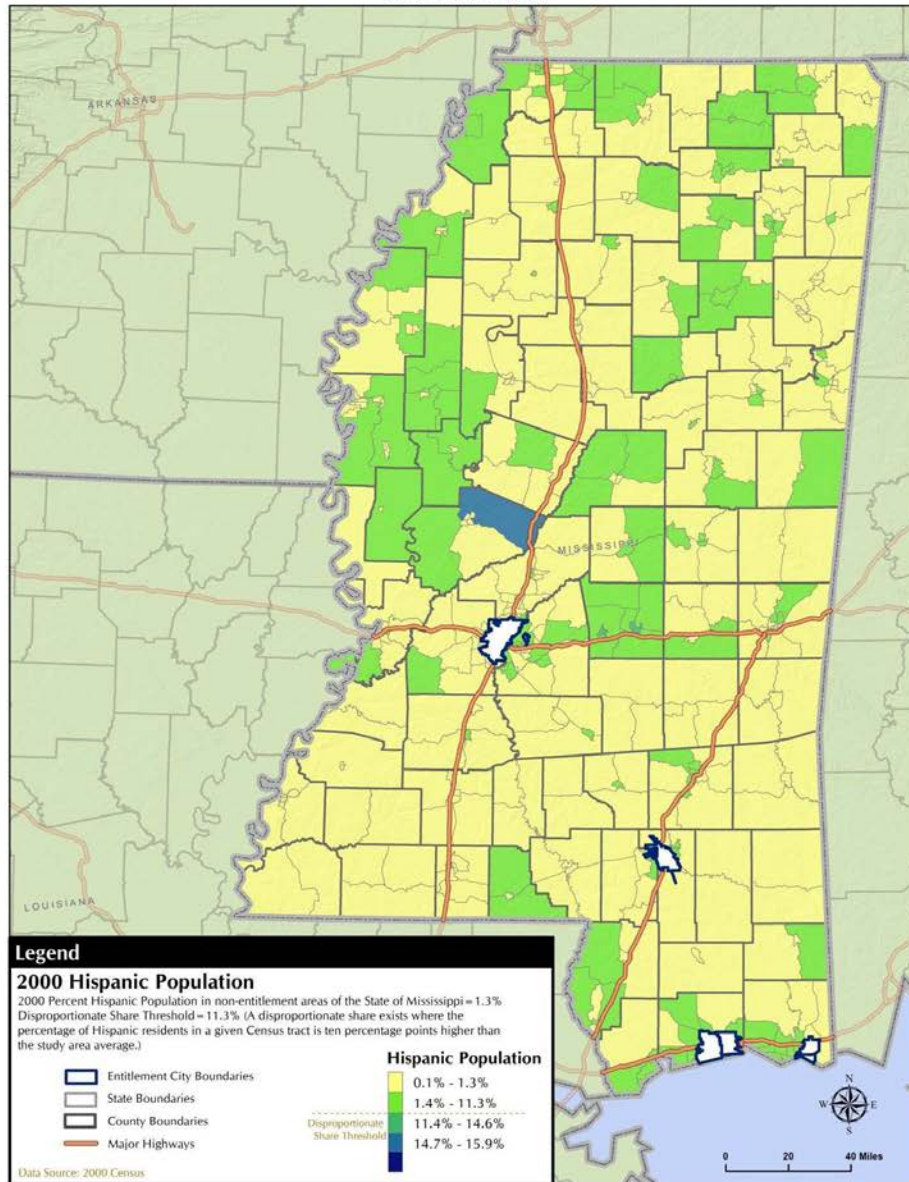 ARKANSAS
MISSISSIPPI
LOUISIANA
Legend
2000 Hispanic Population
2000 Percent Hispanic Population in non-entitlement areas of the State of Mississippi = 1.3%
Disproportionate Share Threshold = 11.3% (A disproportionate share exists where the
percentage of Hispanic residents in a given Census tract is ten percentage points higher than
the study area average.)
Entitlement City Boundaries
State Boundaries
County Boundaries
Major Highways
Data Source: 2000 Census
Hispanic Population
0.1% - 1.3%
1.4% - 11.3%
Disproportionate
Share Threshold
11.4% - 14.6%
14.7% - 15.9%
N
W
E
S
0 20 40 Miles